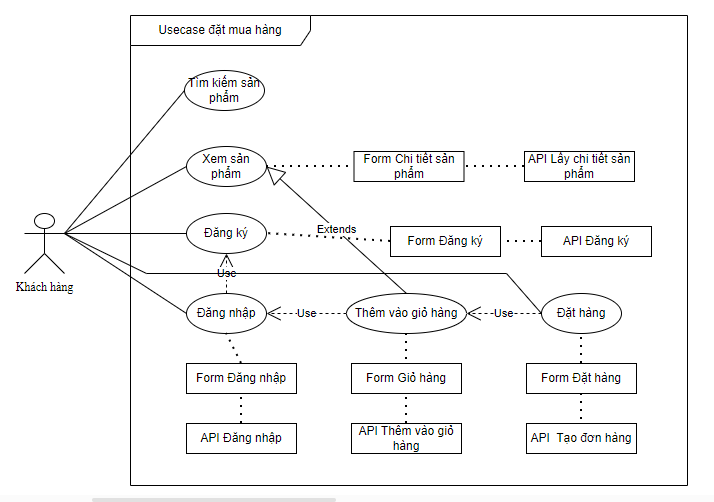 Usecase đặt mua hàng
Tìm kiếm sản
phẩm
Xem sản
phẩm
Form Chi tiết sản
phẩm
API Lấy chi tiết sản
phẩm
Đăng ký
Extends
Form Đăng ký
API Đăng ký
Khách hàng
Use
Đăng nhập
Use
Thêm vào giỏ hàng
Use
Đặt hàng
Form Đăng nhập
Form Giỏ hàng
Form Đặt hàng
API Đăng nhập
API Thêm vào giỏ
hàng
API Tạo đơn hàng